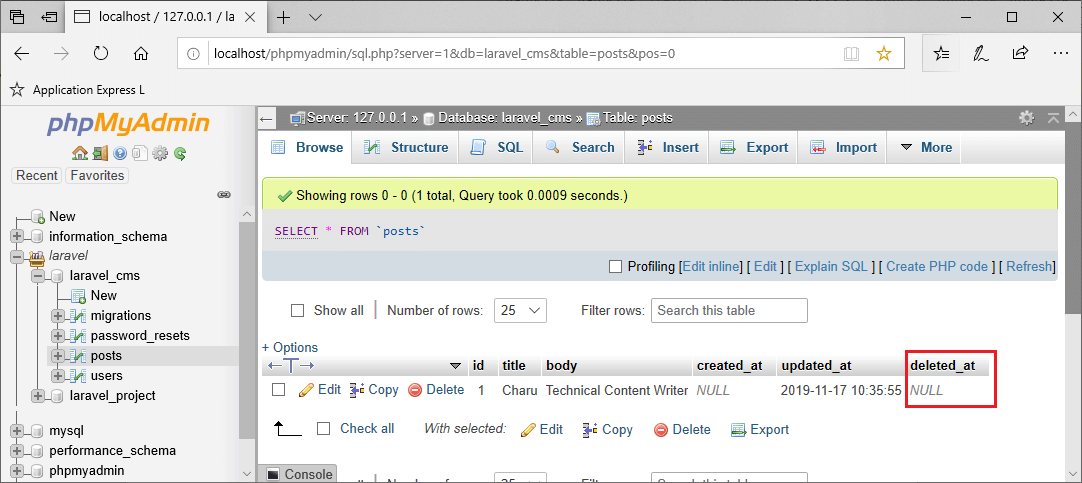 localhost / 127.0.0.1 / la
localhost/phpmyadmin/sql.php?server=1&db=laravel_cms&table=posts&pos=0
Application Express L
phpMyAdmin
Recent Favorites
New
information_schema
laravel
laravel_cms
New
migrations
password_resets
posts
users
laravel_project
mysql
performance_schema
phpmyadmin
Server: 127.0.0.1 » Database: laravel_cms » Table: posts
Browse Structure SQL Search Insert Export Import More
Showing rows 0 - 0 (1 total, Query took 0.0009 seconds.)
SELECT * FROM `posts`
Profiling [Edit inline] [ Edit ] [ Explain SQL ] [ Create PHP code ] [ Refresh]
Show all | Number of rows: 25 Filter rows: Search this table
+ Options
id title body created_at updated_at deleted_at
Edit Copy Delete 1 Charu Technical Content Writer NULL 2019-11-17 10:35:55 NULL
Check all With selected: Edit Copy Delete Export
Console